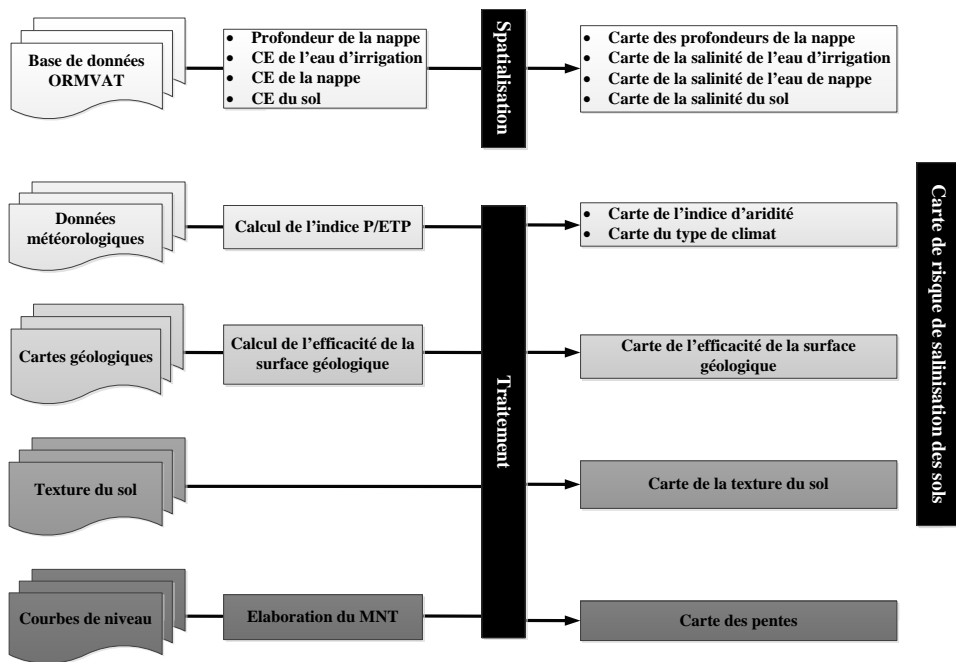 Base de données
ORMVAT
• Profondeur de la nappe
• CE de l'eau d'irrigation
• CE de la nappe
• CE du sol
Spatialisation
• Carte des profondeurs de la nappe
• Carte de la salinité de l'eau d'irrigation
• Carte de la salinité de l'eau de nappe
• Carte de la salinité du sol
Données
météorologiques
Calcul de l'índice P/ETP
• Carte de l'indice d'aridité
• Carte du type de climat
Cartes géologiques
Calcul de l'efficacité de la
surface géologique
Carte de l'efficacité de la surface
géologique
Traitement
Texture du sol
Carte de la texture du sol
Courbes de niveau
Elaboration du MNT
Carte des pentes
Carte de risque de salinisation des sols